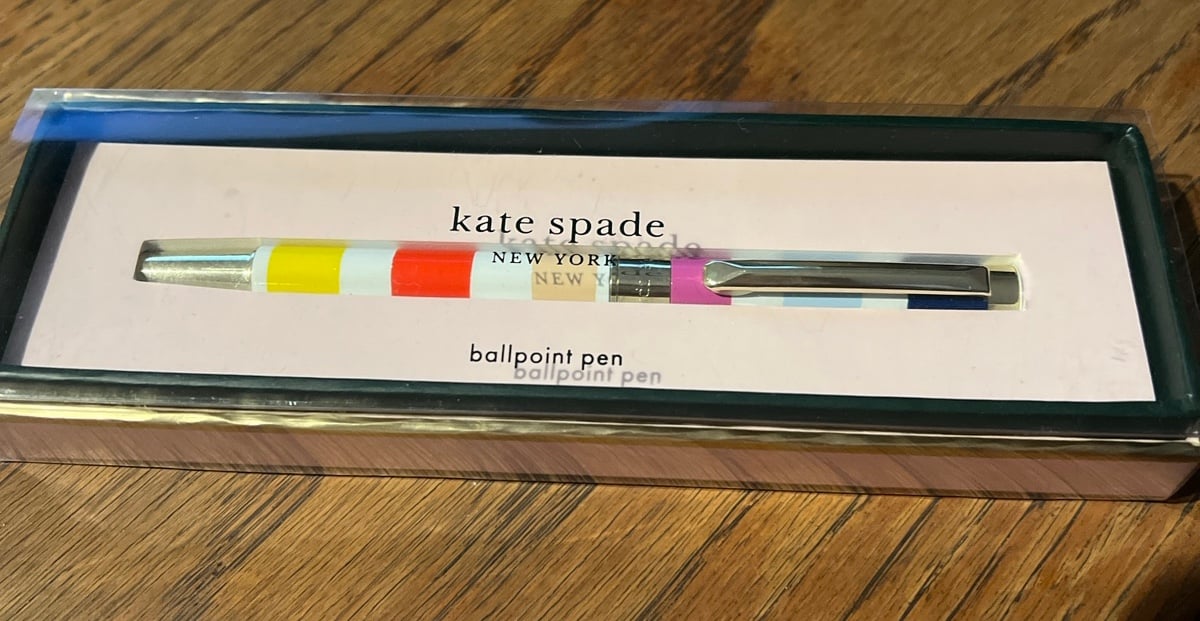 kate spade
NEW YORK
ballpoint pen